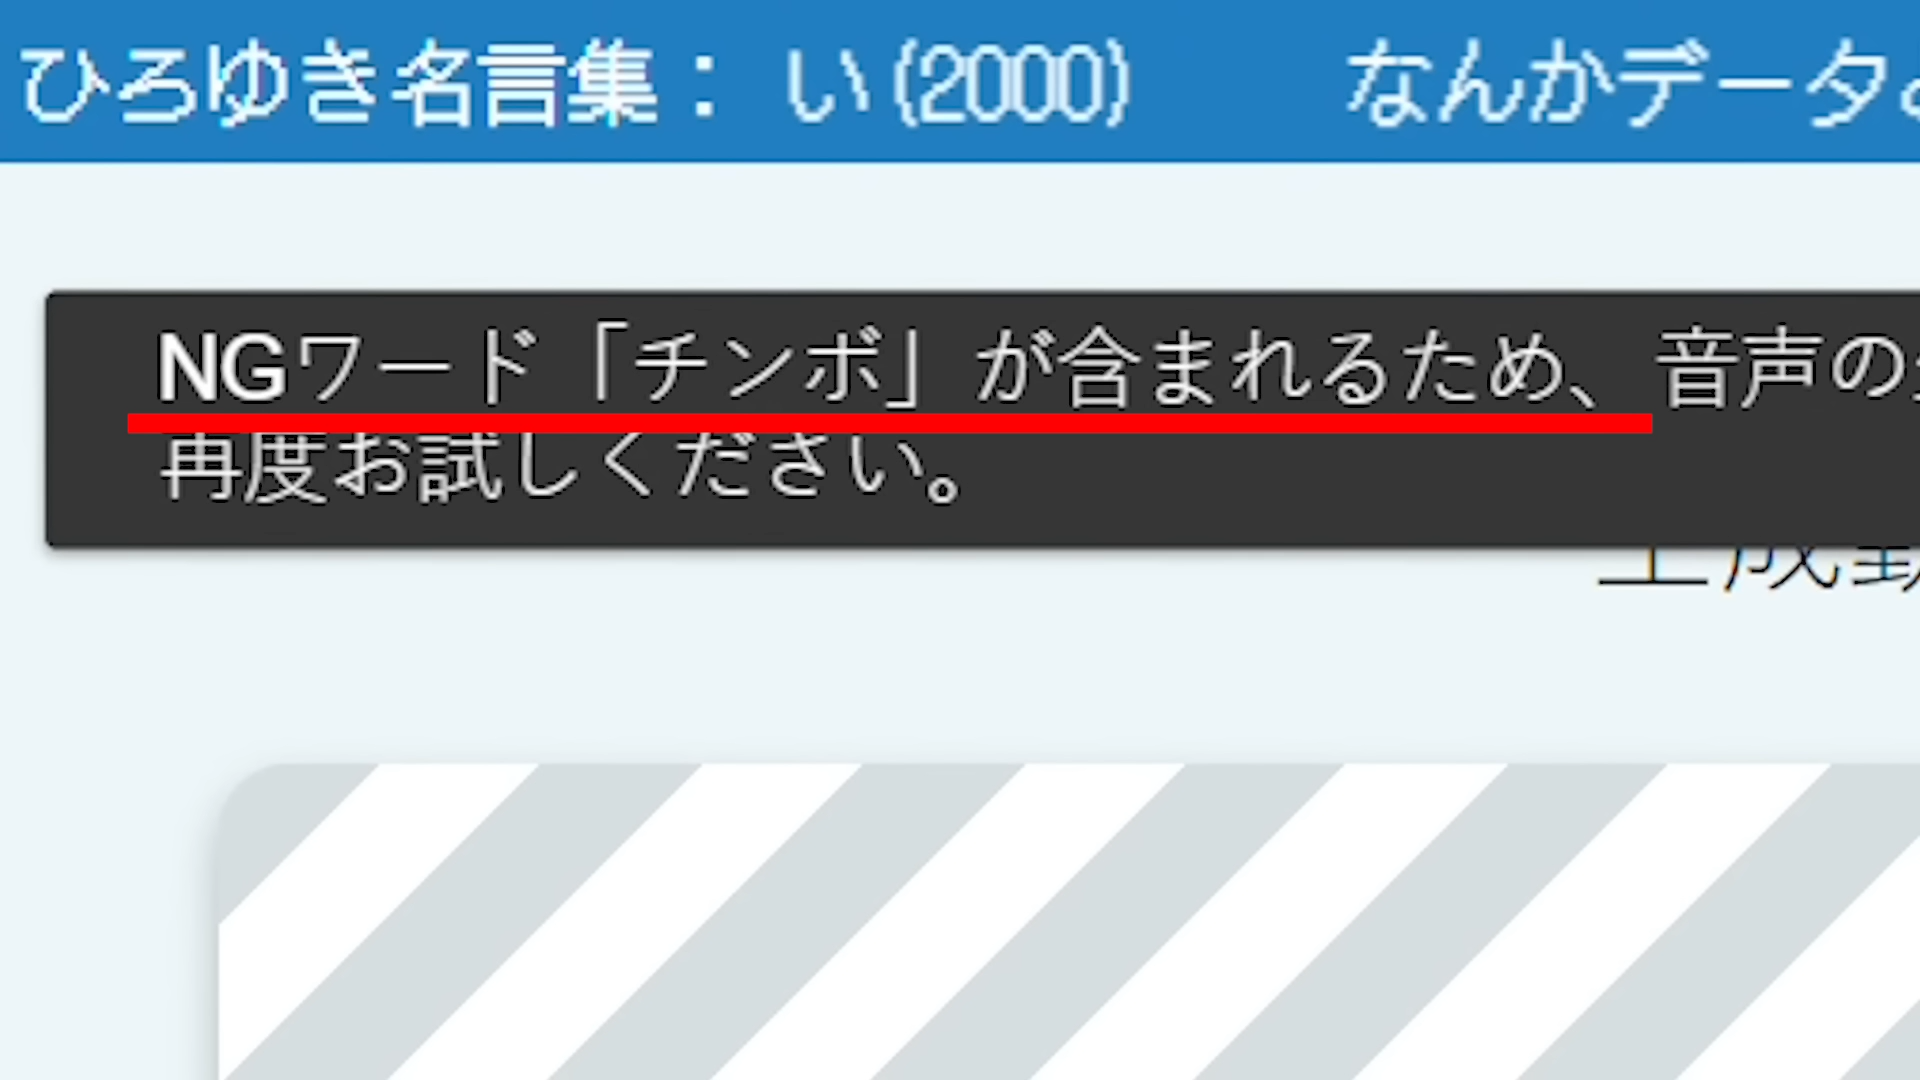 ひろゆき名言集： い(2000) なんかデータ
NGワード「チンボ」が含まれるため、音声の
再度お試しください。
生成